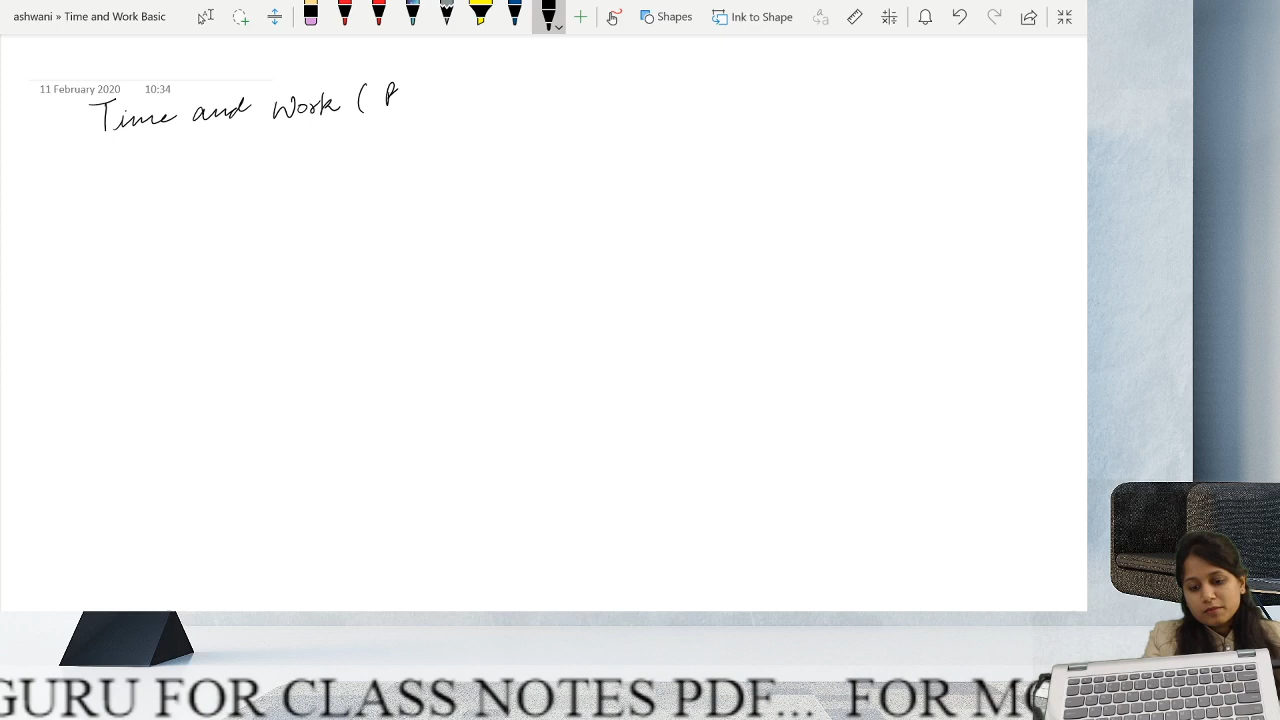 ashwani » Time and Work Basic
Shapes
Ink to Shape
11 February 2020 10:34
Time and Work ( B
GURU FOR CLASS NOTES PDF... FOR MO